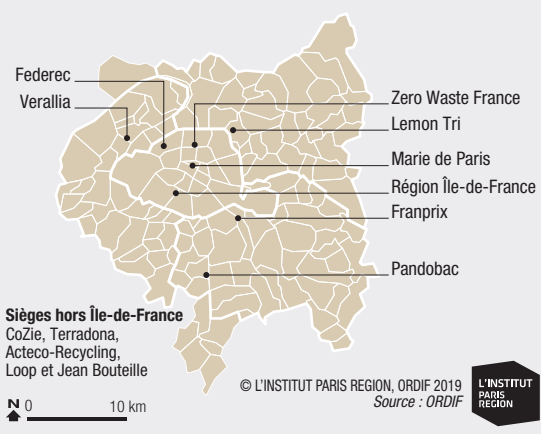 Federec
Verallia
Zero Waste France
Lemon Tri
Marie de Paris
Région Île-de-France
Franprix
Pandobac
Sièges hors Île-de-France
CoZie, Terradona,
Acteco-Recycling,
Loop et Jean Bouteille
© L'INSTITUT PARIS REGION, ORDIF 2019
Source : ORDIF
N 0 10 km
L'INSTITUT
PARIS
REGION